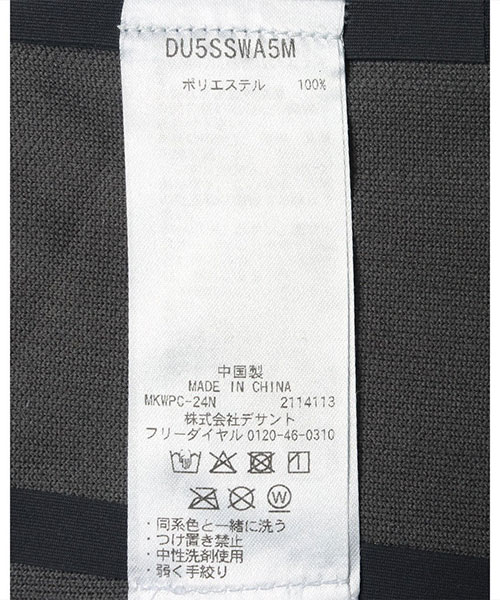 DU5SSWA5M
ポリエステル 100%
中国製
MADE IN CHINA
MKWPC-24N 2114113
株式会社デサント
フリーダイヤル 0120-46-0310
W
・同系色と一緒に洗う
・つけ置き禁止
・中性洗剤使用
・弱く手絞り